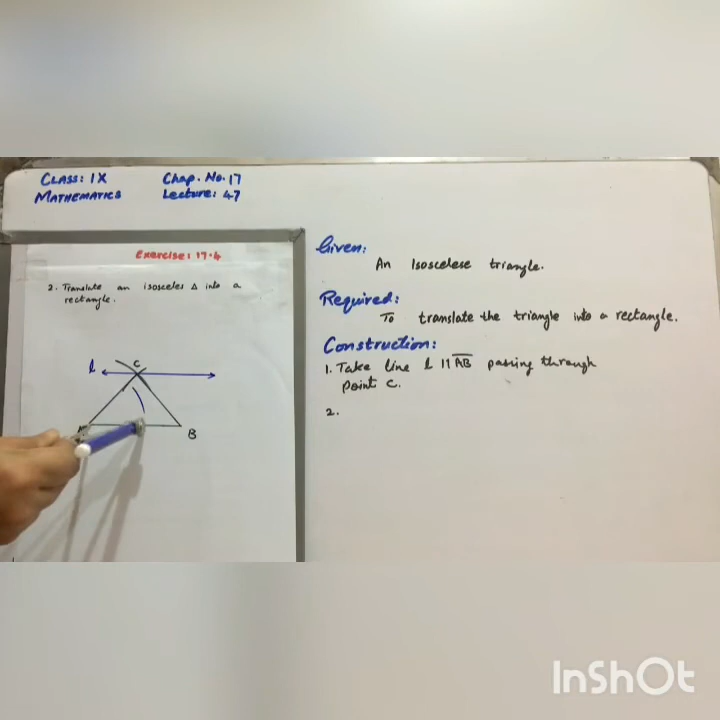 CLASS: IX
MATHEMATICS
Chap. No. 17
Lecture: 47
Exercise: 17.4
2. Translate an isosceles Δ into a
rectangle.
l
C
B
Given:
An Isoscelese triangle.
Required:
To translate the triangle into a rectangle.
Construction:
1. Take line l || AB passing through
point C.
2.
InShOt